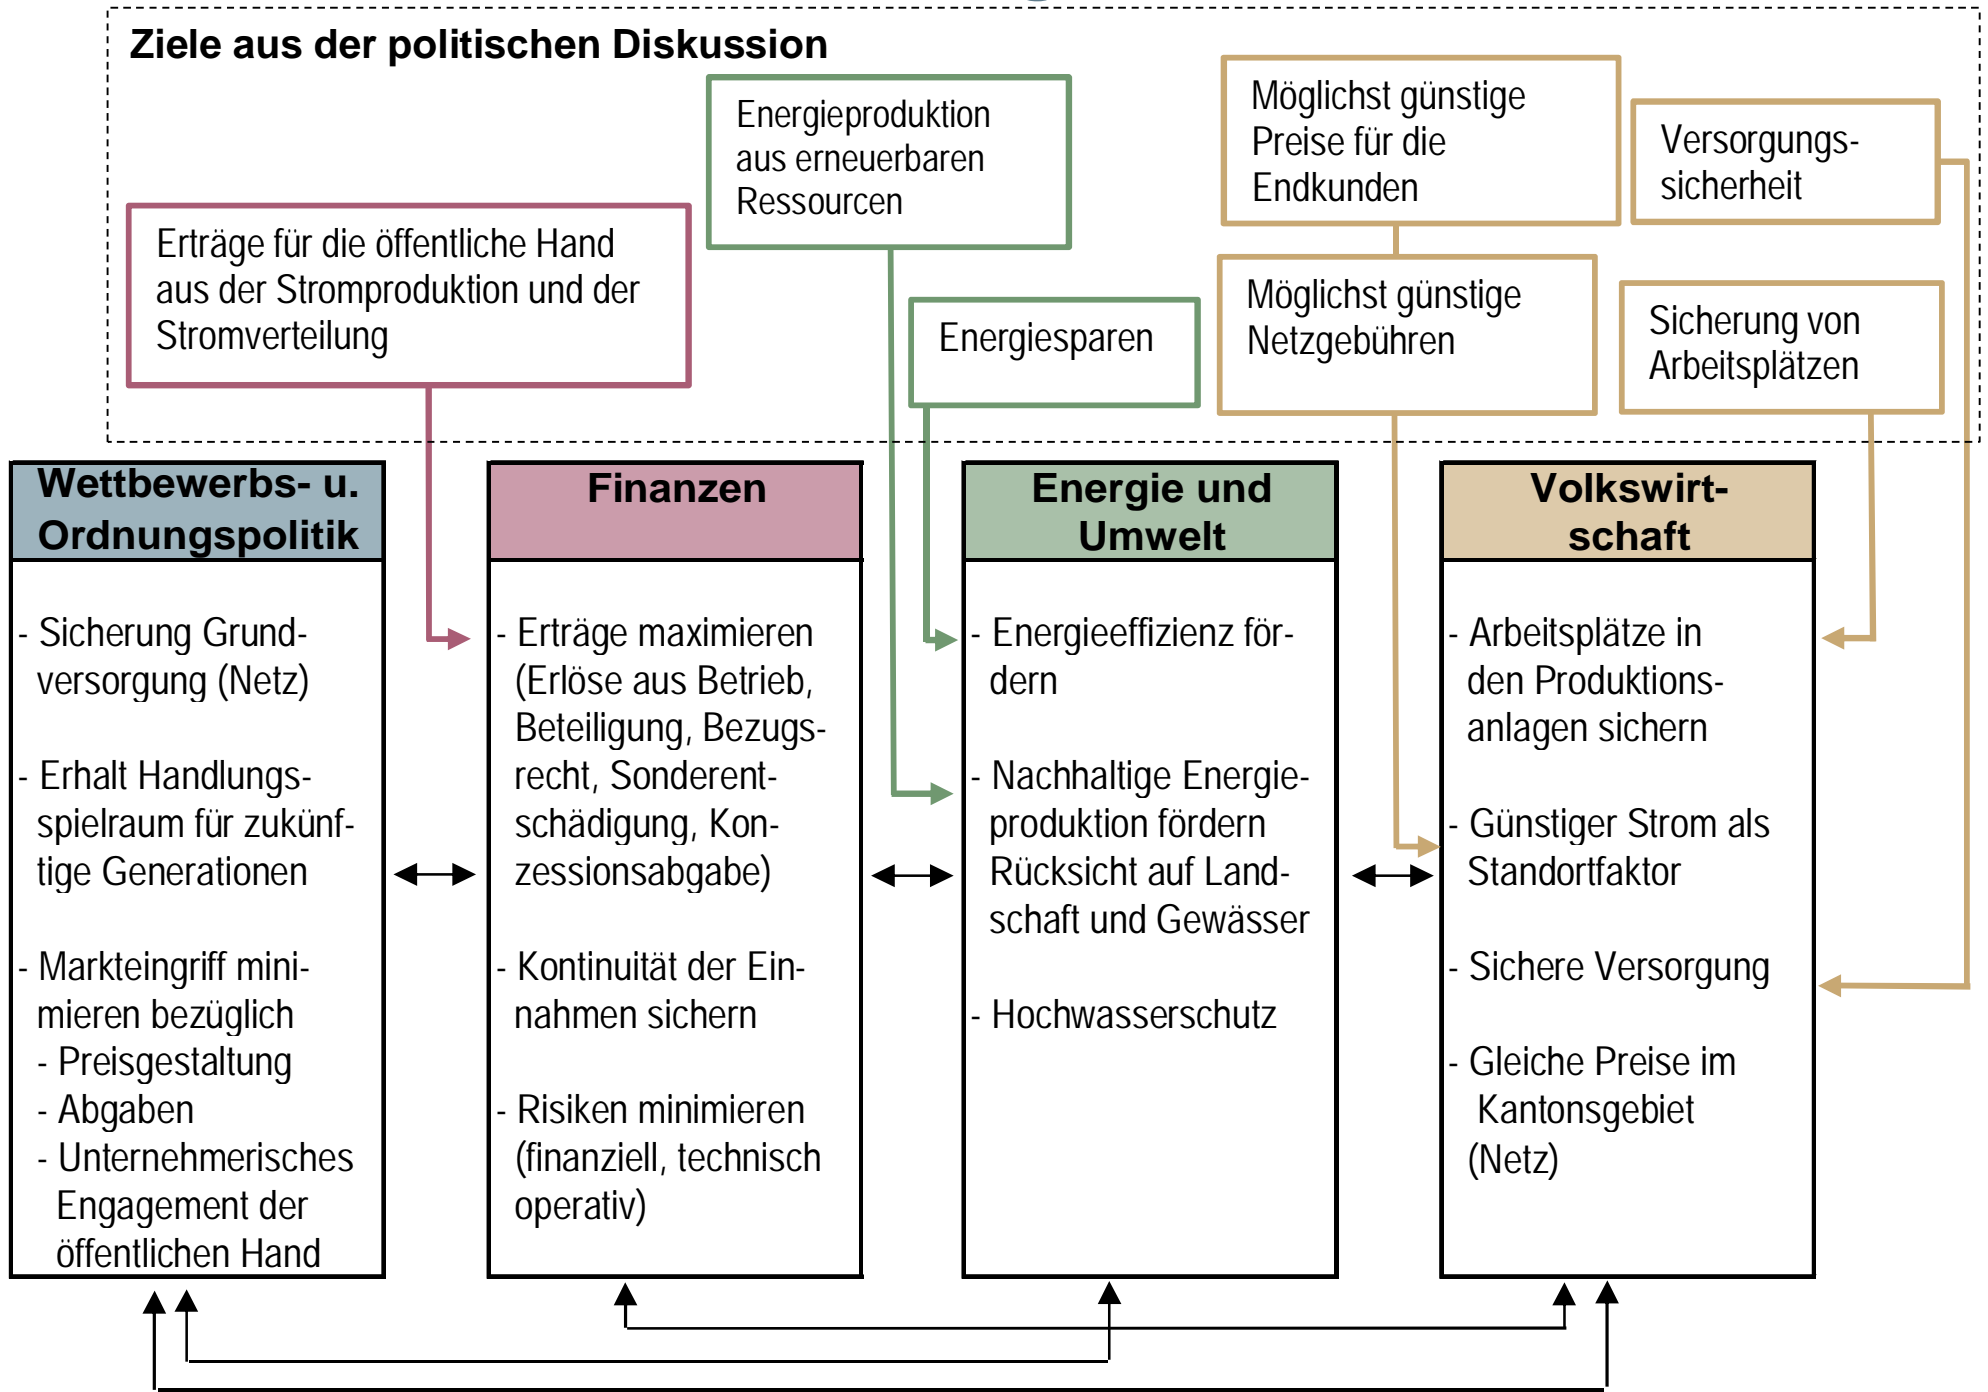 Ziele aus der politischen Diskussion
Erträge für die öffentliche Hand
aus der Stromproduktion und der
Stromverteilung
Energieproduktion
aus erneuerbaren
Ressourcen
Energiesparen
Möglichst günstige
Preise für die
Endkunden
Möglichst günstige
Netzgebühren
Versorgungs-
sicherheit
Sicherung von
Arbeitsplätzen
Wettbewerbs- u.
Ordnungspolitik
- Sicherung Grund-
versorgung (Netz)
- Erhalt Handlungs-
spielraum für zukünf-
tige Generationen
- Markteingriff mini-
mieren bezüglich
- Preisgestaltung
- Abgaben
- Unternehmerisches
Engagement der
öffentlichen Hand
Finanzen
- Erträge maximieren
(Erlöse aus Betrieb,
Beteiligung, Bezugs-
recht, Sonderent-
schädigung, Kon-
zessionsabgabe)
- Kontinuität der Ein-
nahmen sichern
- Risiken minimieren
(finanziell, technisch
operativ)
Energie und
Umwelt
- Energieeffizienz för-
dern
- Nachhaltige Energie-
produktion fördern
Rücksicht auf Land-
schaft und Gewässer
- Hochwasserschutz
Volkswirt-
schaft
- Arbeitsplätze in
den Produktions-
anlagen sichern
- Günstiger Strom als
Standortfaktor
- Sichere Versorgung
- Gleiche Preise im
Kantonsgebiet
(Netz)